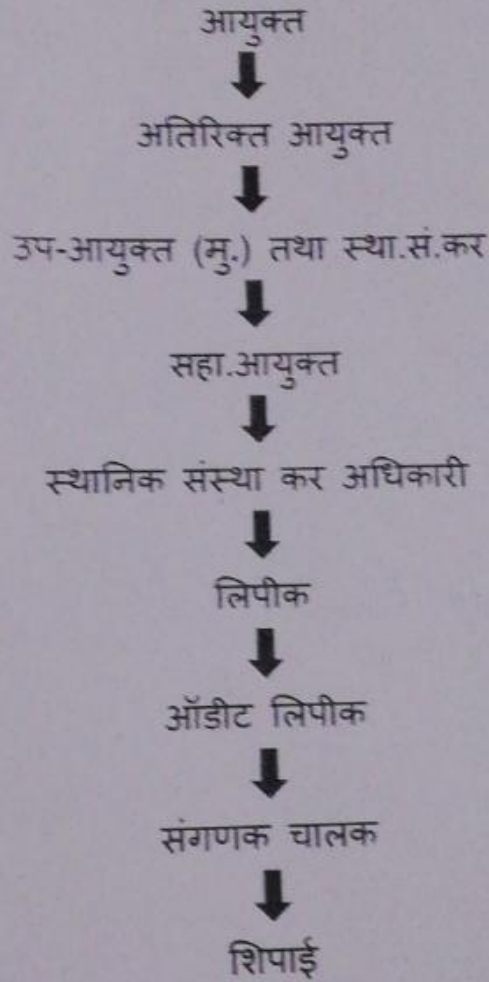 आयुक्त
अतिरिक्त आयुक्त
उप-आयुक्त (मु.) तथा स्था.सं.कर
सहा.आयुक्त
स्थानिक संस्था कर अधिकारी
लिपीक
ऑडीट लिपीक
संगणक चालक
शिपाई